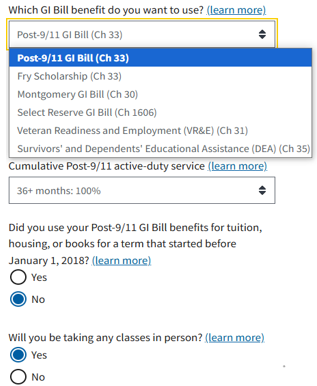 Which GI Bill benefit do you want to use? (learn more)
Post-9/11 GI Bill (Ch 33)
Post-9/11 GI Bill (Ch 33)
Fry Scholarship (Ch 33)
Montgomery GI Bill (Ch 30)
Select Reserve GI Bill (Ch 1606)
Veteran Readiness and Employment (VR&E) (Ch 31)
Survivors' and Dependents' Educational Assistance (DEA) (Ch 35)
Cumulative Post-9/11 active-duty service (learn more)
36+ months: 100%
Did you use your Post-9/11 GI Bill benefits for tuition,
housing, or books for a term that started before
January 1, 2018? (learn more)
Yes
No
Will you be taking any classes in person? (learn more)
Yes
No